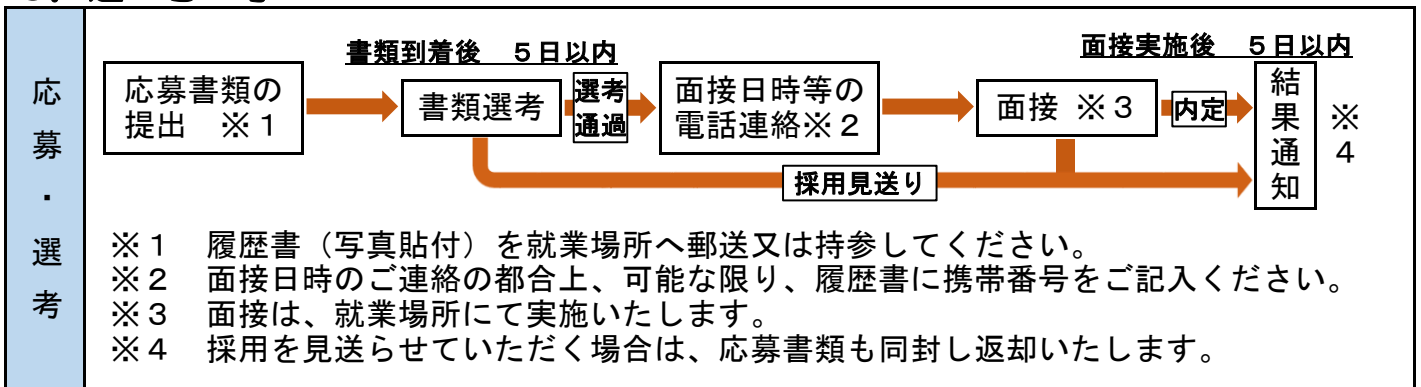 書類到着後 5日以内
面接実施後 5日以内
応募・選考
応募書類の
提出 ※1
書類選考
選考
通過
面接日時等の
電話連絡※2
面接 ※3
内定
結果通知
※4
採用見送り
※1 履歴書（写真貼付）を就業場所へ郵送又は持参してください。
※2 面接日時のご連絡の都合上、可能な限り、履歴書に携帯番号をご記入ください。
※3 面接は、就業場所にて実施いたします。
※4 採用を見送らせていただく場合は、応募書類も同封し返却いたします。